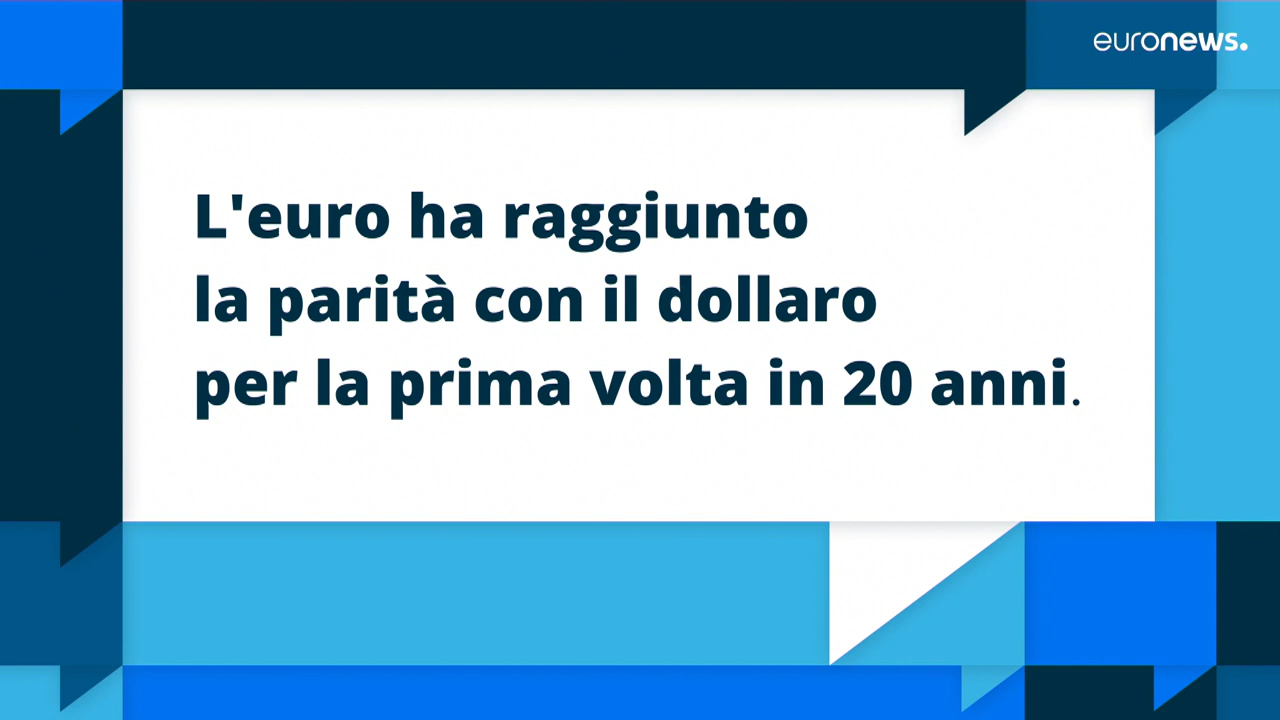 euronews.
L'euro ha raggiunto
la parità con il dollaro
per la prima volta in 20 anni.